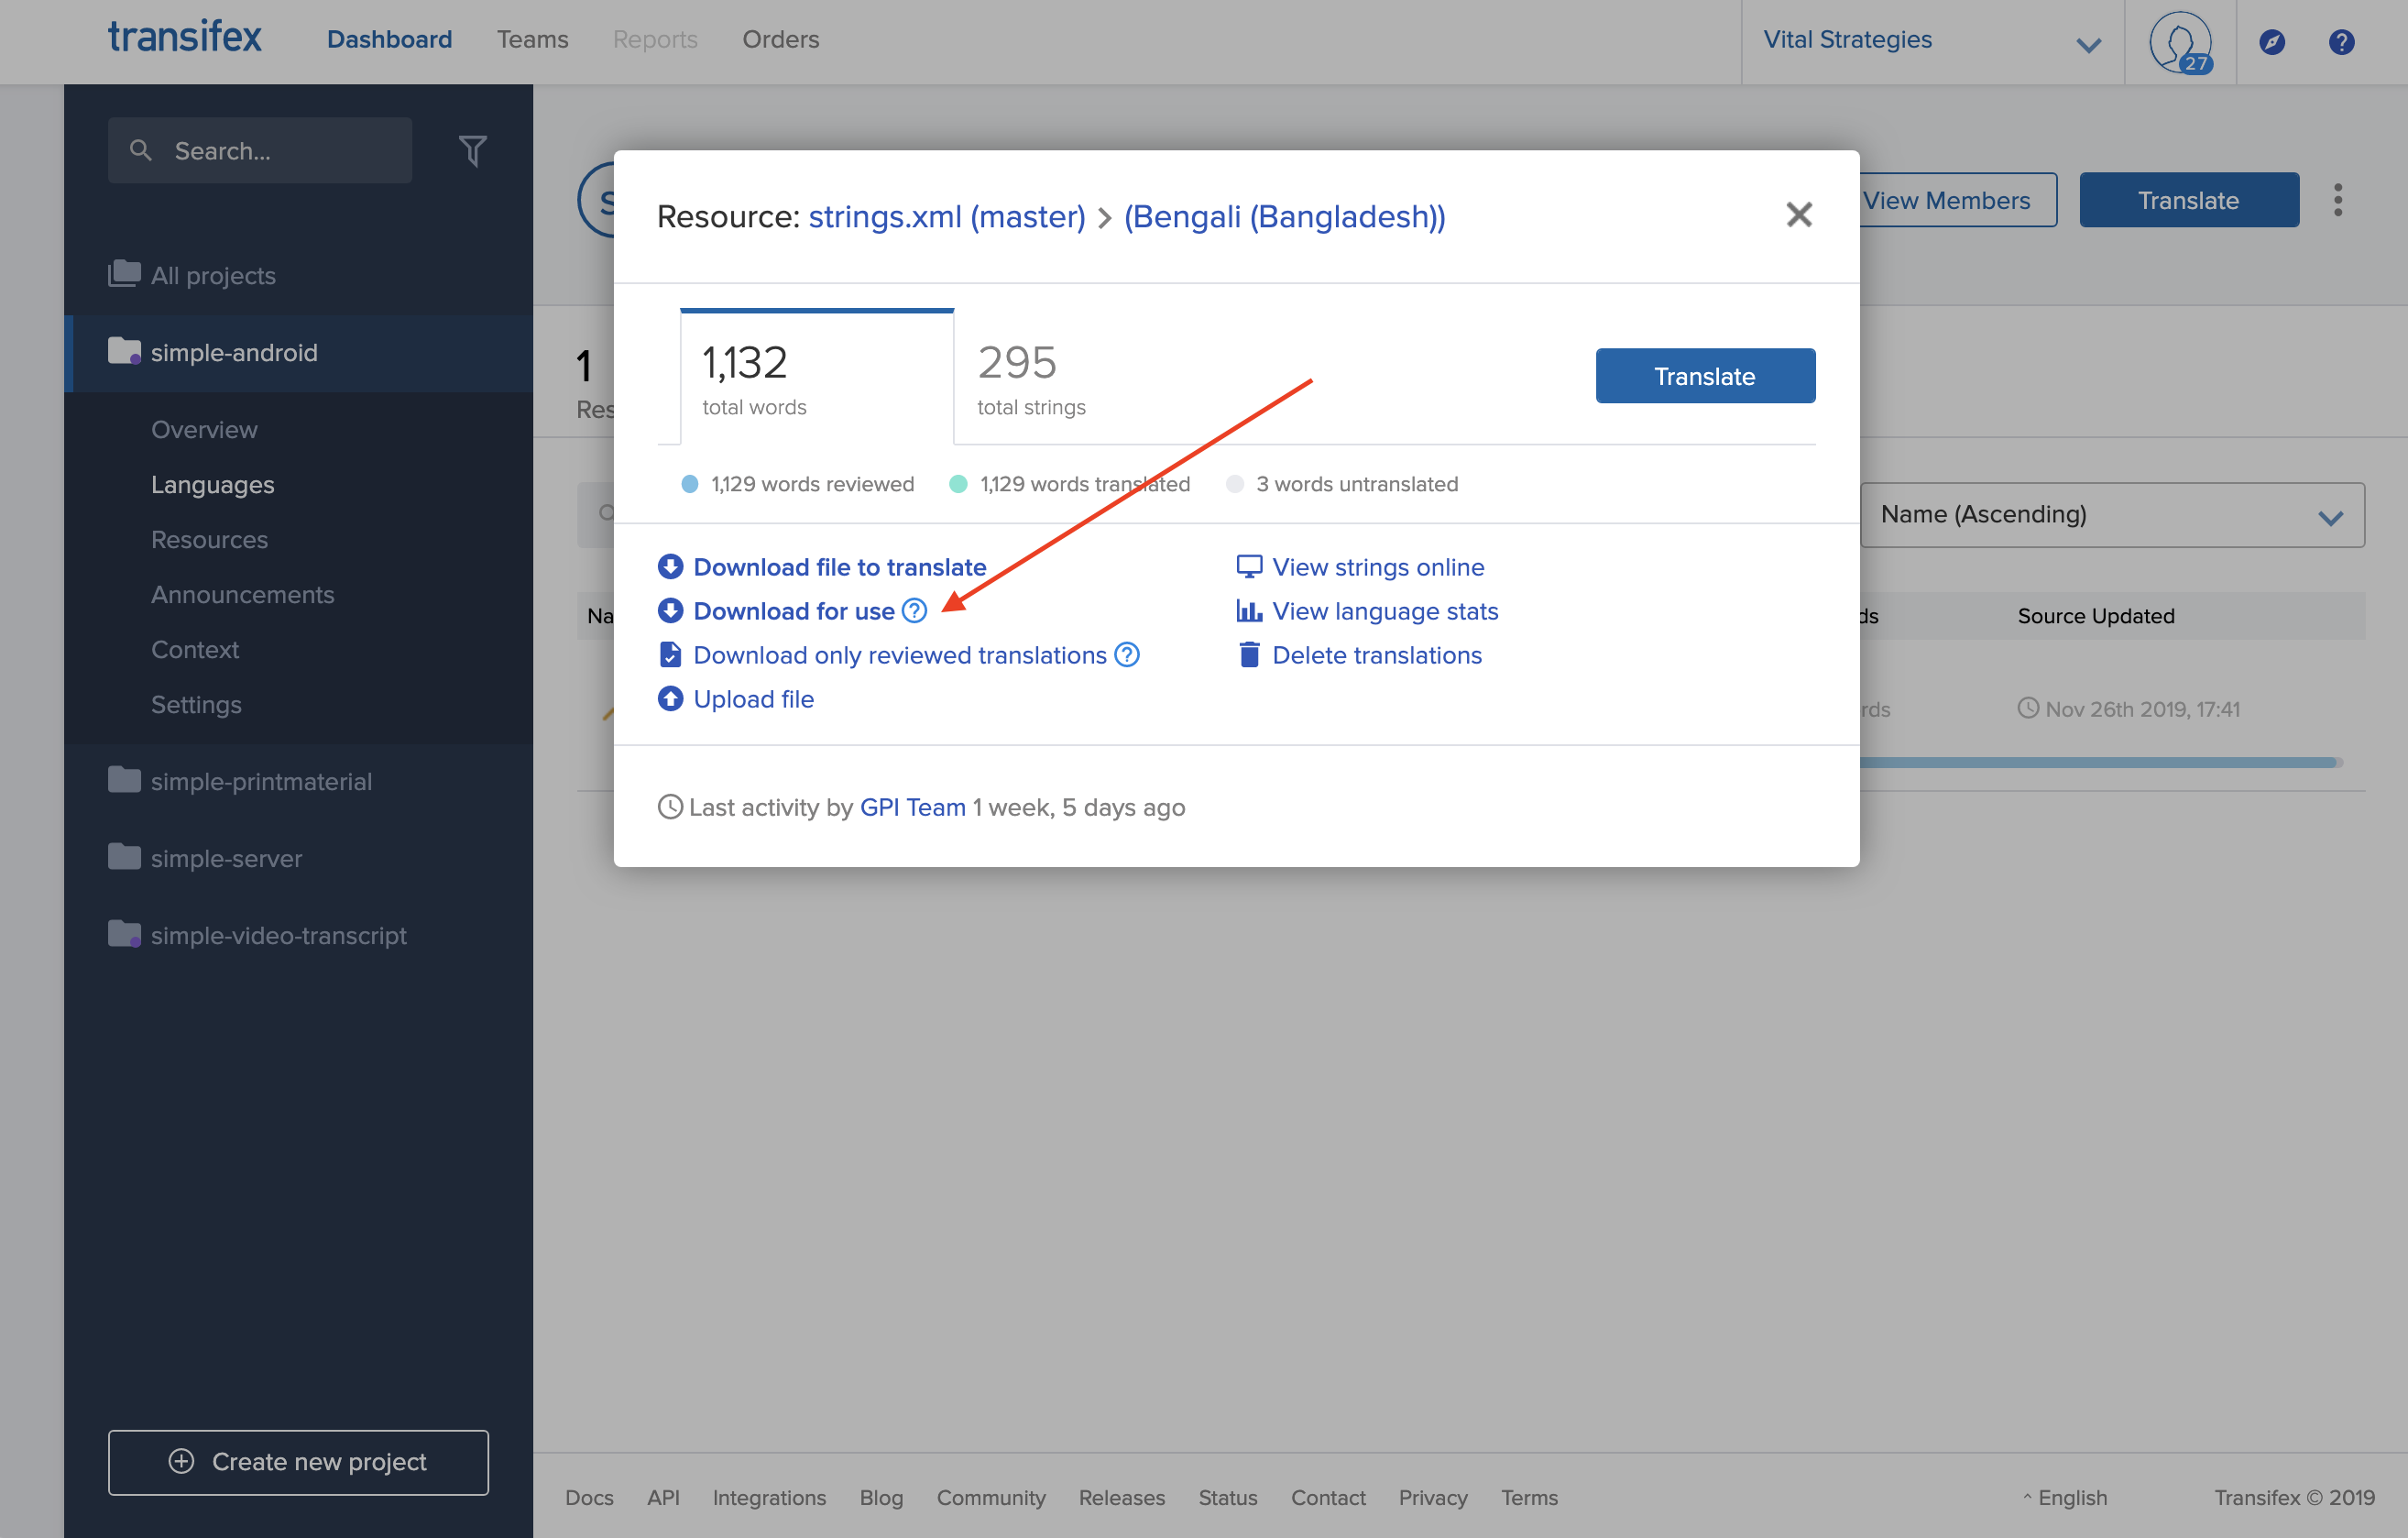 transifex Dashboard Teams Reports Orders Vital Strategies 27 ?
Search...
All projects
simple-android
Overview
Languages
Resources
Announcements
Context
Settings
simple-printmaterial
simple-server
simple-video-transcript
Create new project
S
View Members
Translate
1
Res
Name (Ascending)
Na
ds
Source Updated
rds
Nov 26th 2019, 17:41
Resource: strings.xml (master) > (Bengali (Bangladesh))
1,132
total words
295
total strings
Translate
1,129 words reviewed
1,129 words translated
3 words untranslated
Download file to translate
Download for use ?
Download only reviewed translations ?
Upload file
View strings online
View language stats
Delete translations
Last activity by GPI Team 1 week, 5 days ago
Docs API Integrations Blog Community Releases Status Contact Privacy Terms ^ English Transifex © 2019